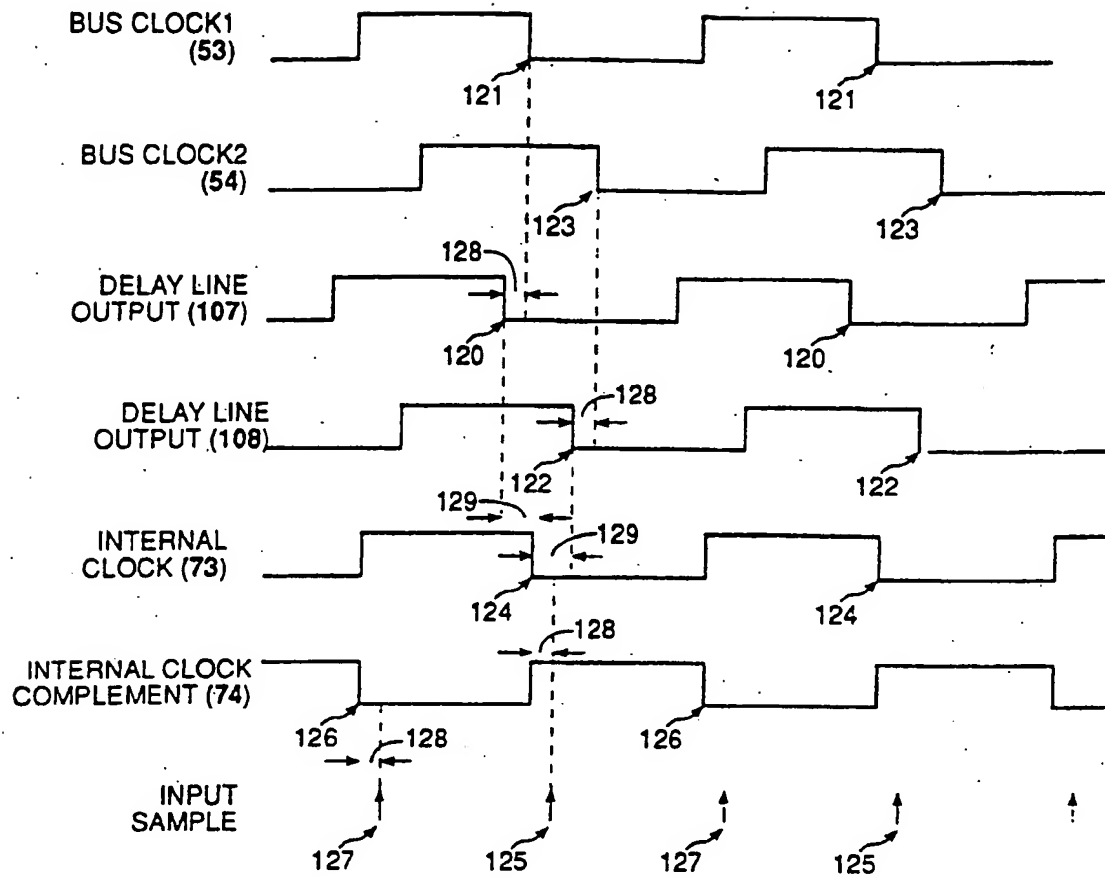 BUS CLOCK1
(53)
121
121
BUS CLOCK2
(54)
123
123
128
DELAY LINE
OUTPUT (107)
120
120
128
DELAY LINE
OUTPUT (108)
122
122
129
129
INTERNAL
CLOCK (73)
124
124
128
INTERNAL CLOCK
COMPLEMENT (74)
126
128
126
INPUT
SAMPLE
127
125
127
125